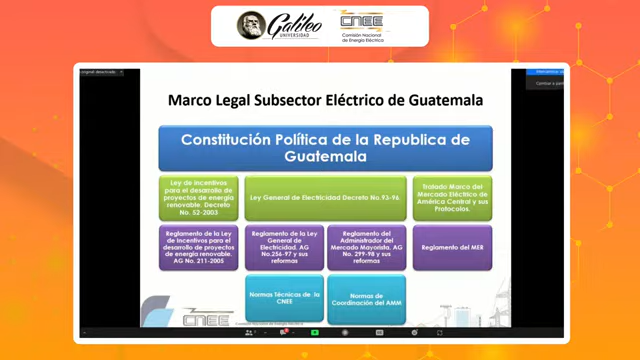 Galileo
UNIVERSIDAD
CNEE
Comisión Nacional
de Energía Eléctrica
Marco Legal Subsector Eléctrico de Guatemala
Constitución Política de la Republica de
Guatemala
Ley de Incentivos
para el desarrollo de
proyectos de energía
renovable. Decreto
No. 52-2003
Ley General de Electricidad Decreto No.93-96
Tratado Marco del
Mercado Eléctrico de
América Central y sus
Protocolos.
Reglamento de la Ley
de Incentivos para el
desarrollo de proyectos
de energía renovable.
AG No. 211-2005
Reglamento de la Ley
General de
Electricidad. AG
No.256-97 y sus
reformas
Reglamento del
Administrador del
Mercado Mayorista. AG
No. 299-98 y sus
reformas
Reglamento del MER
Normas Técnicas de la
CNEE
Normas de
Coordinación del AMM
CNEE